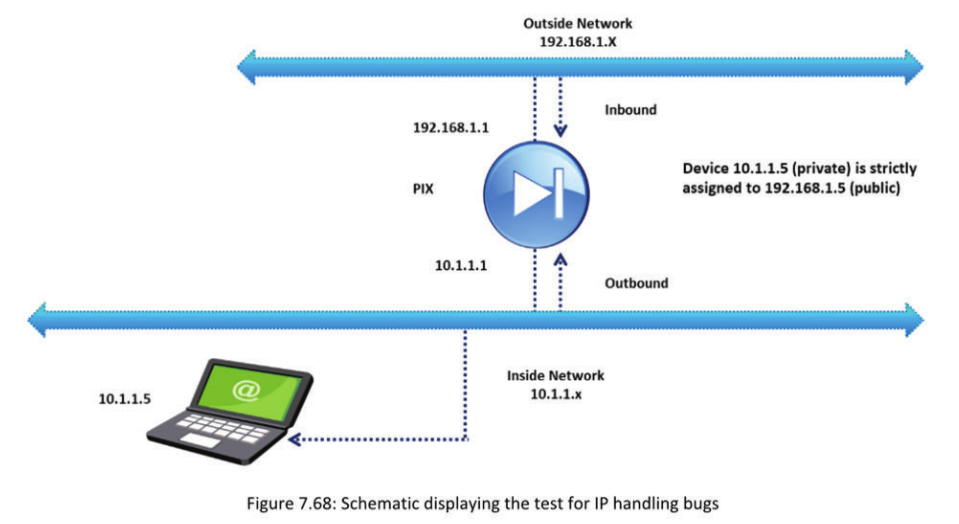 Outside Network
192.168.1.X
Inbound
192.168.1.1
Device 10.1.1.5 (private) is strictly
assigned to 192.168.1.5 (public)
PIX
10.1.1.1
Outbound
Inside Network
10.1.1.x
10.1.1.5
@
Figure 7.68: Schematic displaying the test for IP handling bugs